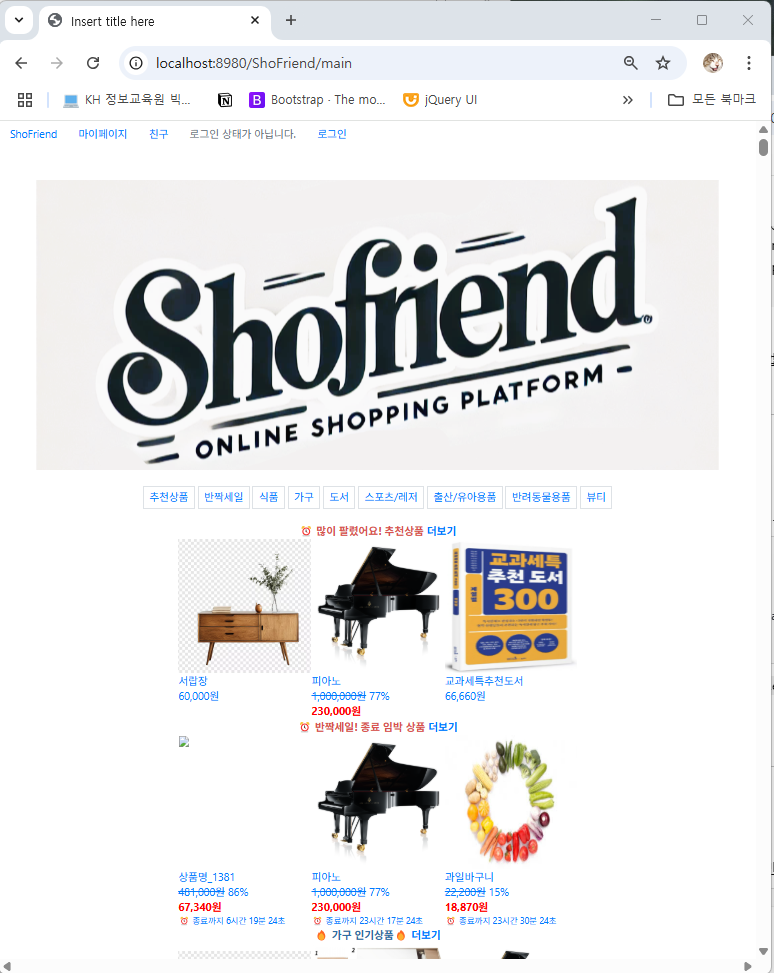 Insert title here
localhost:8980/ShoFriend/main
KH 정보교육원 빅...
Bootstrap · The mo...
jQuery UI
모든 북마크
ShoFriend 마이페이지 친구 로그인 상태가 아닙니다. 로그인
Shofriend
ONLINE SHOPPING PLATFORM
추천상품 반짝세일 식품 가구 도서 스포츠/레저 출산/유아용품 반려동물용품 뷰티
⏰ 많이 팔렸어요! 추천상품 더보기
교과세특
추천 도서
300
서랍장 피아노 교과세특추천도서
60,000원 1,000,000원 77% 66,660원
230,000원
⏰ 반짝세일! 종료 임박 상품 더보기
상품명_1381 피아노 과일바구니
481,000원 86% 1,000,000원 77% 22,200원 15%
67,340원 230,000원 18,870원
⏰ 종료까지 6시간 19분 24초 ⏰ 종료까지 23시간 17분 24초 ⏰ 종료까지 23시간 30분 24초
🔥 가구 인기상품🔥 더보기